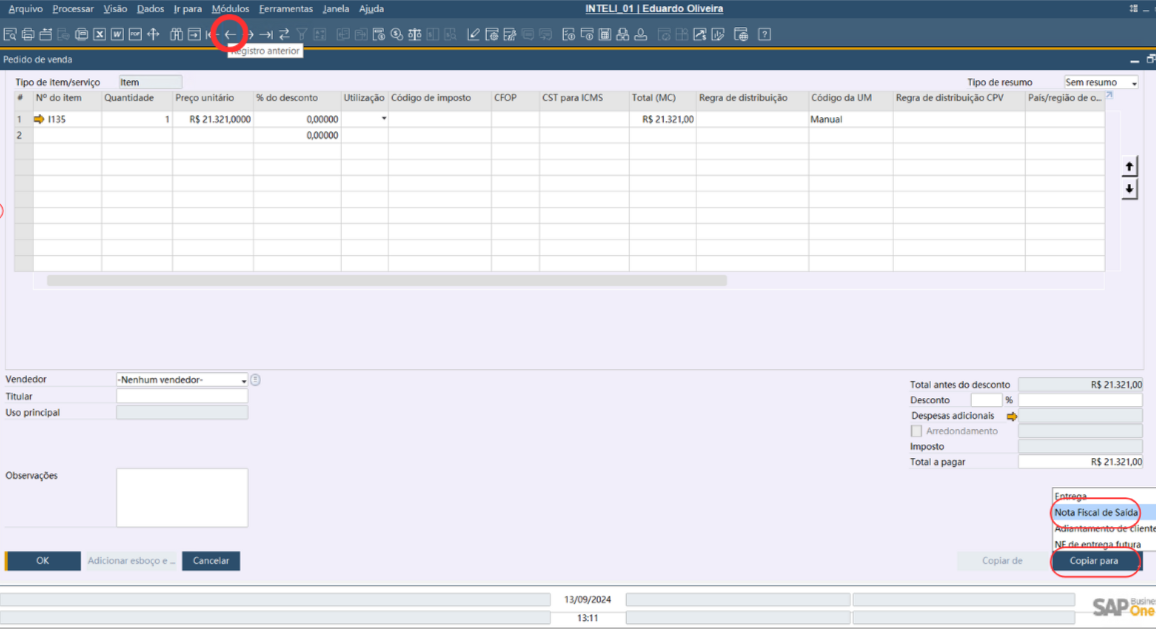 Arquivo Processar Visão Dados Ir para Módulos Ferramentas Janela Ajuda INTELI_01 | Eduardo Oliveira
Registro anterior
Pedido de venda
Tipo de item/serviço Item Tipo de resumo Sem resumo
# Nº do item Quantidade Preço unitário % do desconto Utilização Código de imposto CFOP CST para ICMS Total (MC) Regra de distribuição Código da UM Regra de distribuição CPV País/região de o...
1 I135 1 R$ 21.321,0000 0,00000 R$ 21.321,00 Manual
2 0,00000
Vendedor -Nenhum vendedor-
Titular
Uso principal
Total antes do desconto R$ 21.321,00
Desconto %
Despesas adicionais
Arredondamento
Imposto
Total a pagar R$ 21.321,00
Observações
Entrega
Nota Fiscal de Saída
Adiantamento de cliente
NF de entrega futura
OK Adicionar esboço e ... Cancelar Copiar de Copiar para
13/09/2024
13:11
SAP Busine
One